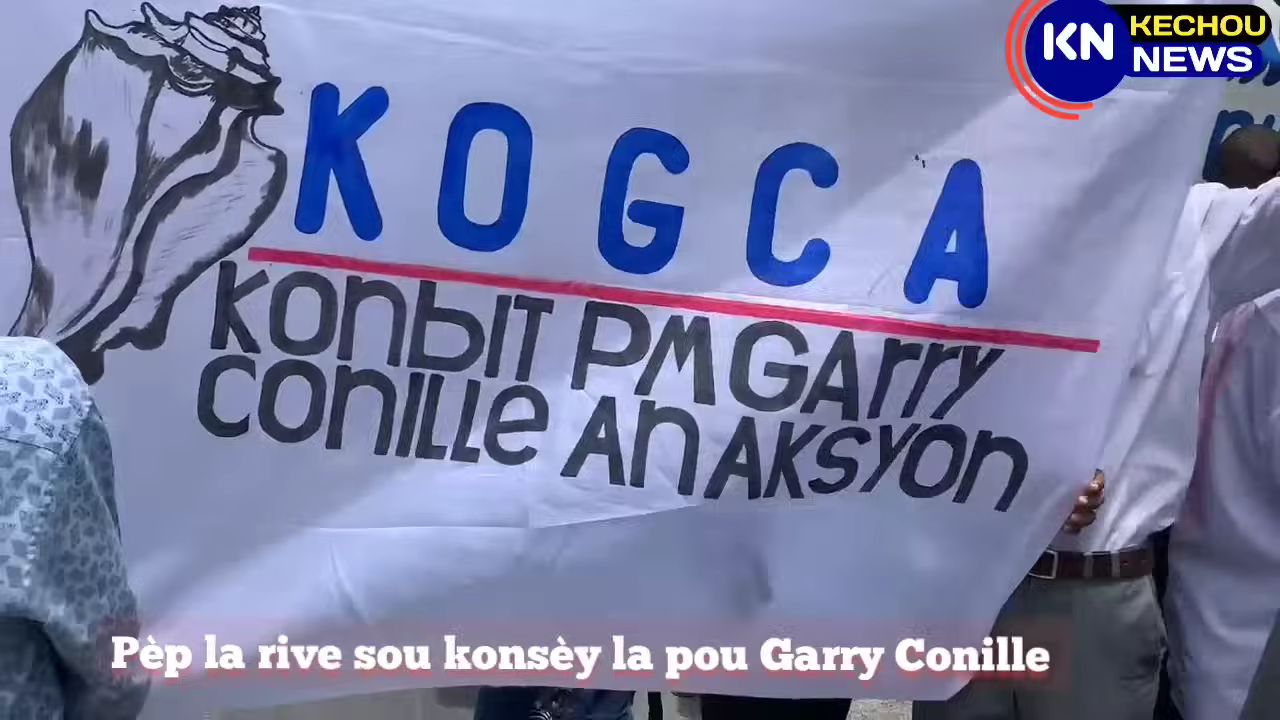 KN KECHOU
NEWS
KOGCA
KONBIT PM GARRY
CONILLE AN AKSYON
Pèp la rive sou konsèy la pou Garry Conille